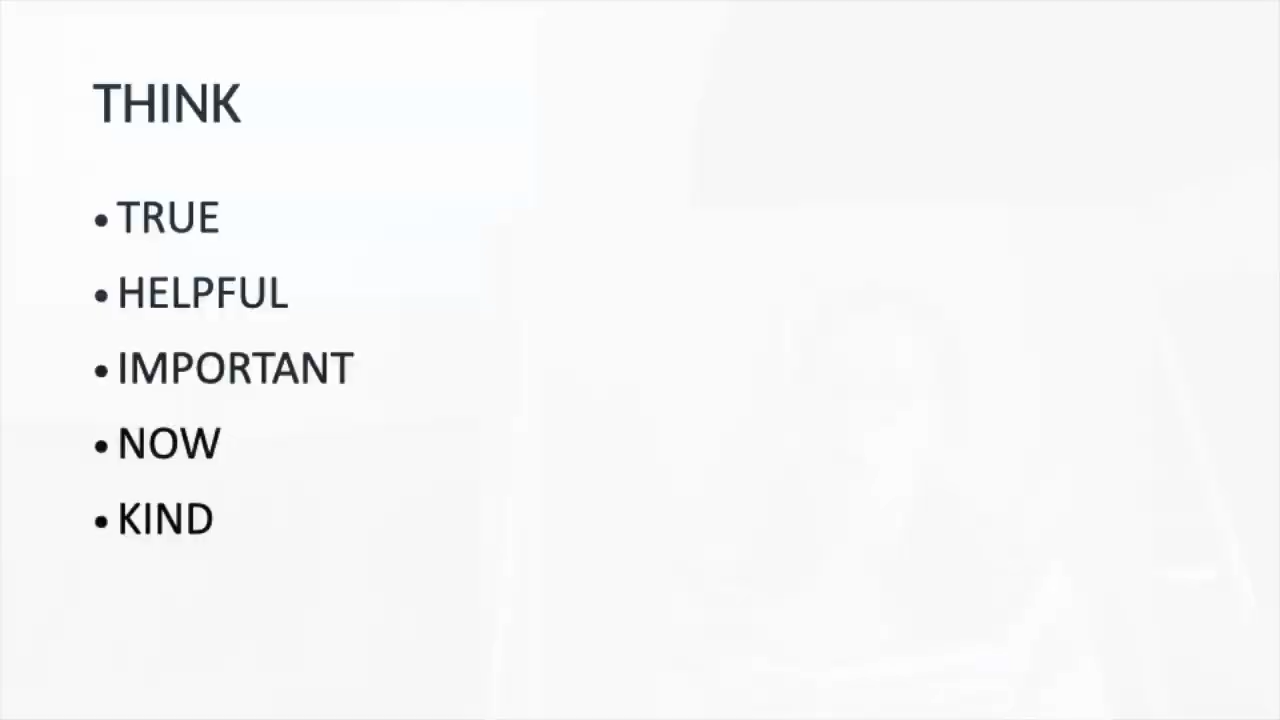 THINK
• TRUE
• HELPFUL
• IMPORTANT
• NOW
• KIND